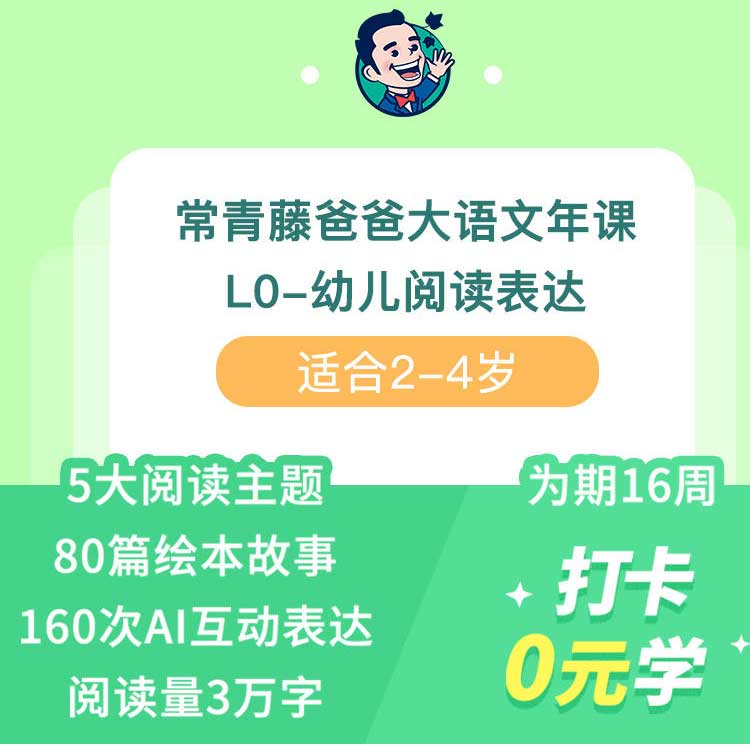 常青藤爸爸大语文年课
L0-幼儿阅读表达
适合2-4岁
5大阅读主题
80篇绘本故事
160次AI互动表达
阅读量3万字
为期16周
打卡
0元学